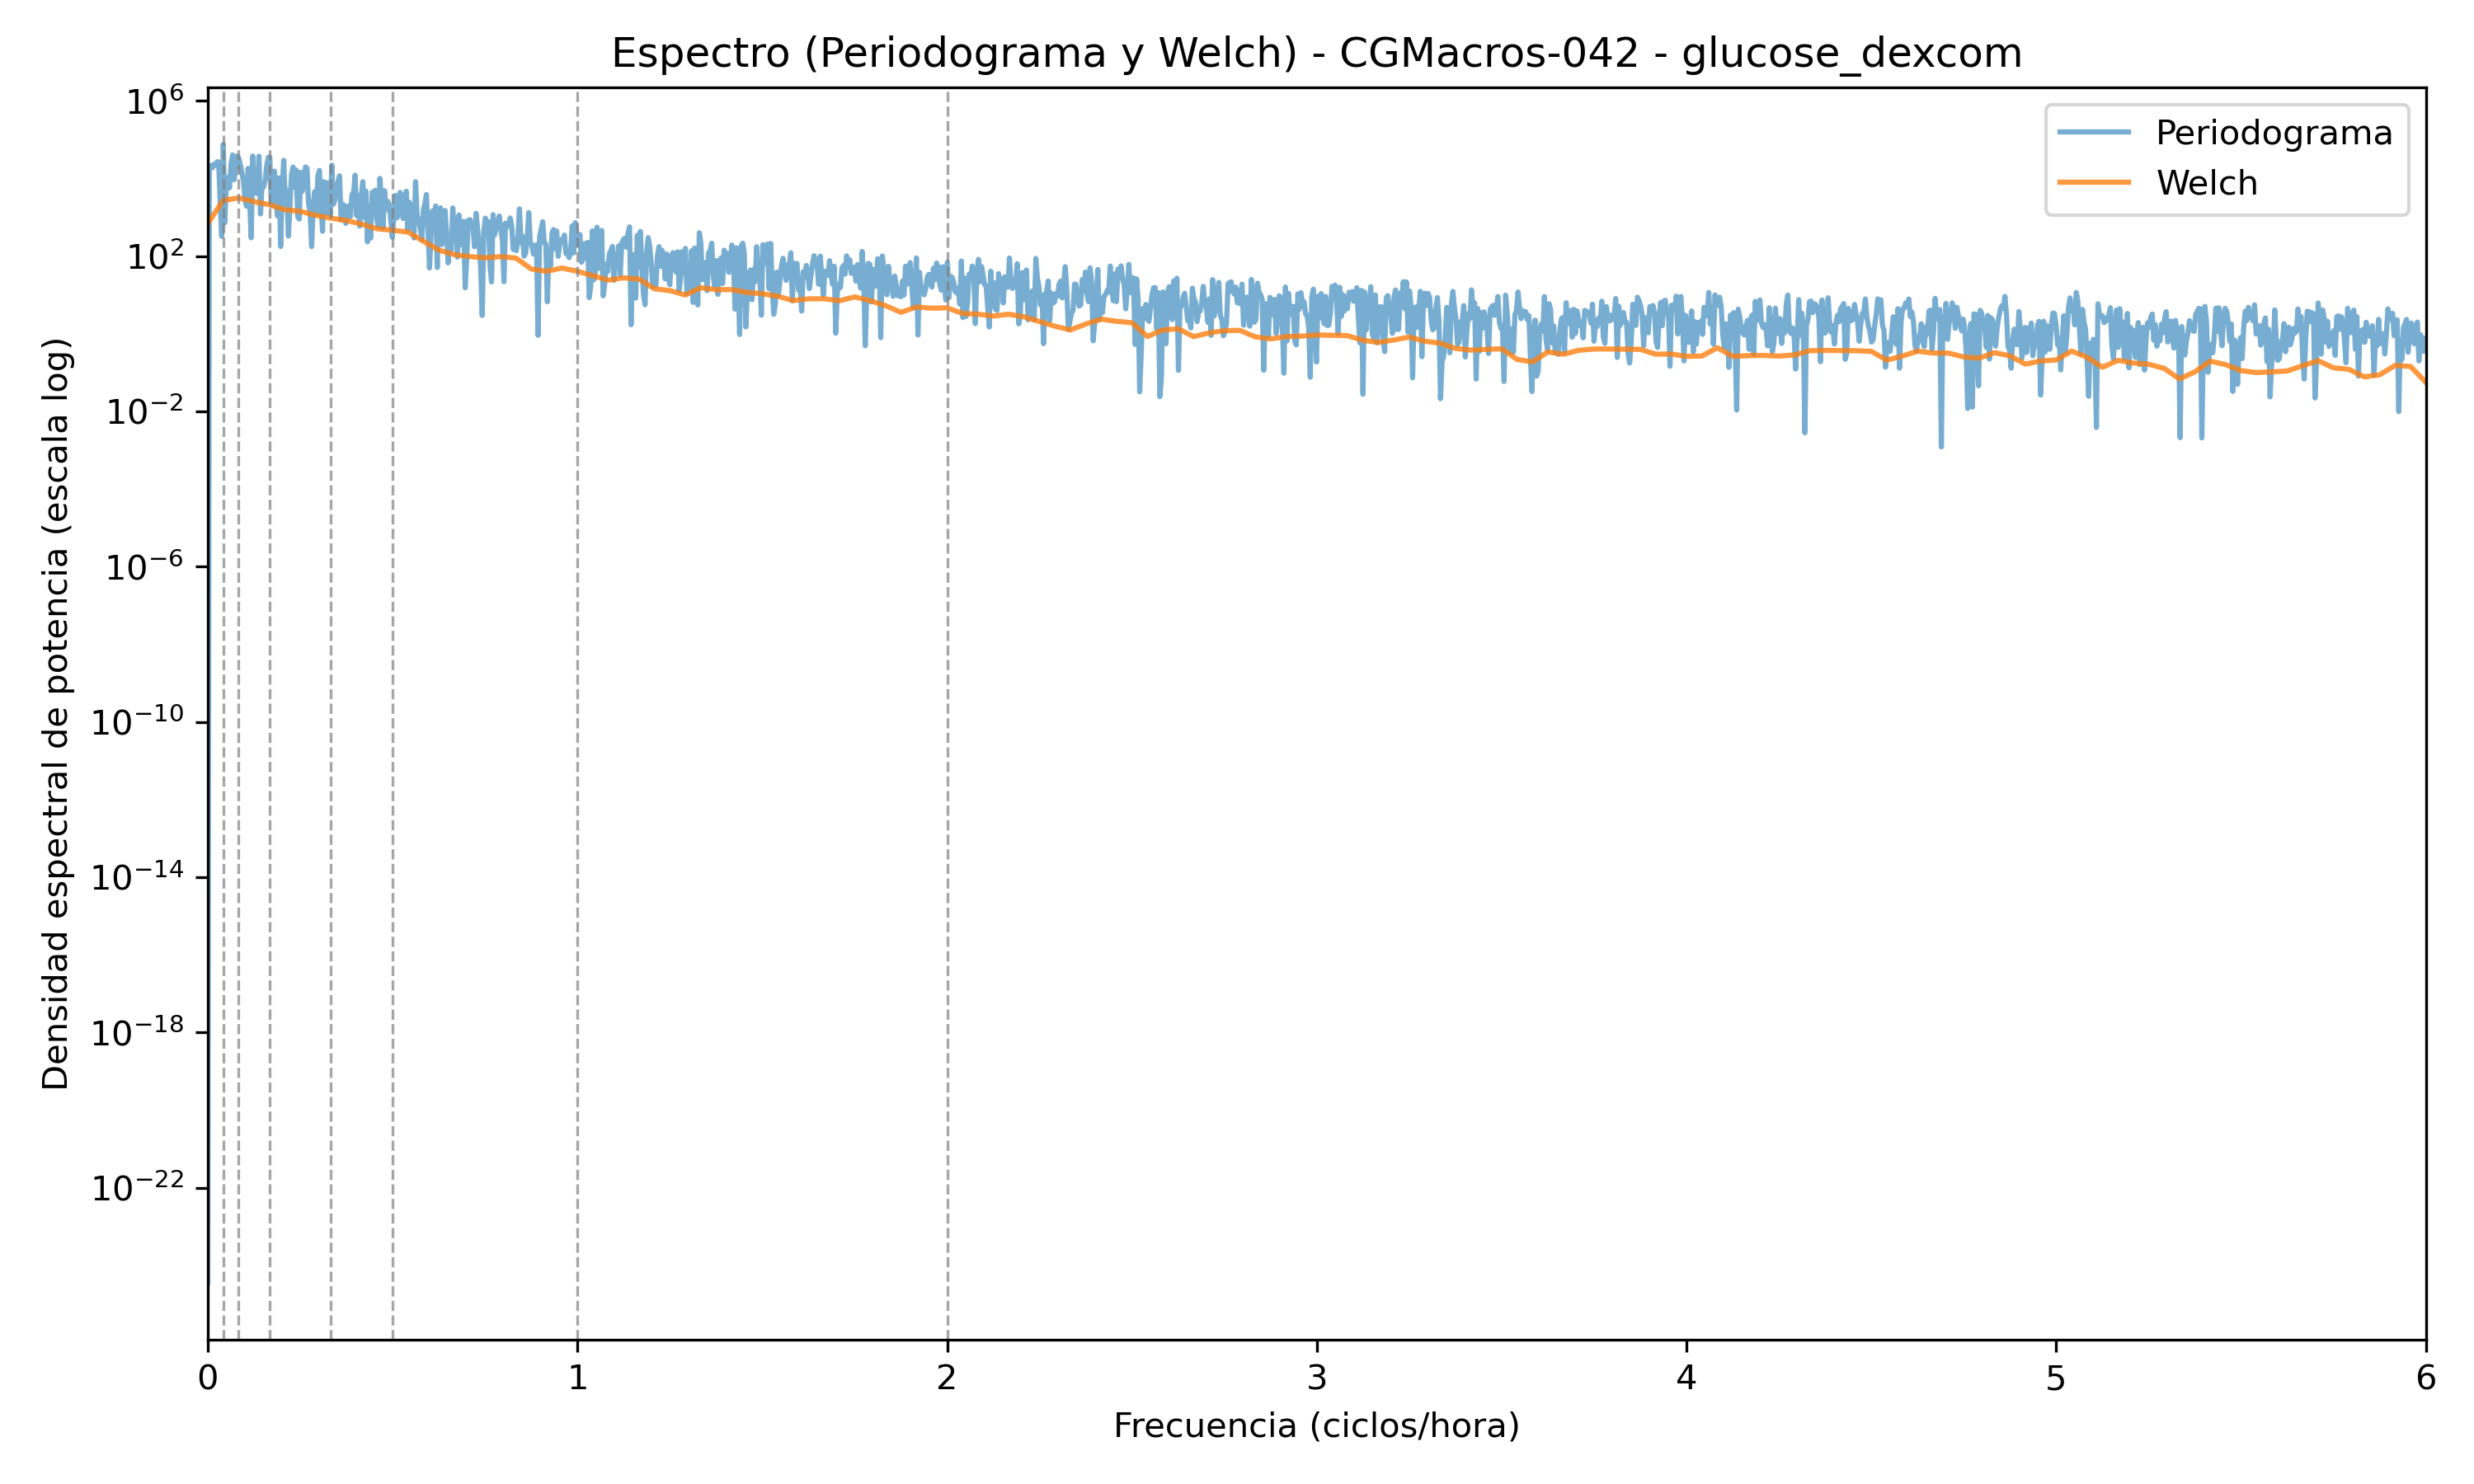 Espectro (Periodograma y Welch) - CGMacros-042 - glucose_dexcom
Periodograma
Welch
Densidad espectral de potencia (escala log)
10^6
10^2
10^−2
10^−6
10^−10
10^−14
10^−18
10^−22
0 1 2 3 4 5 6
Frecuencia (ciclos/hora)